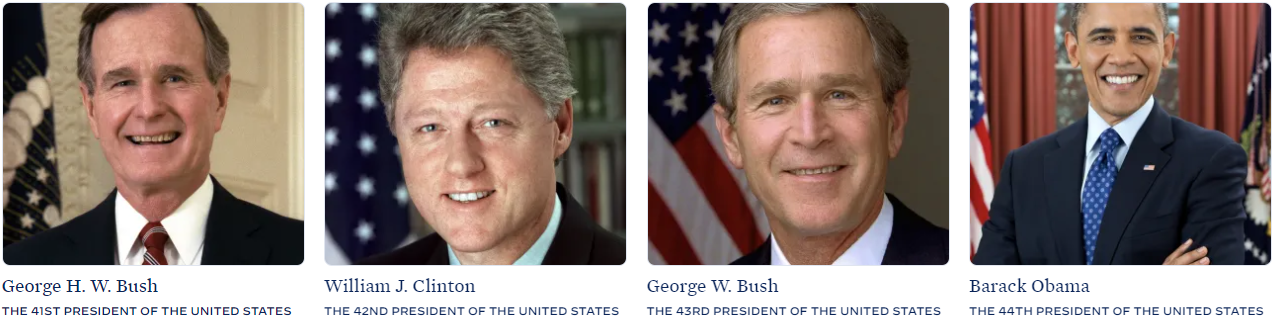 George H. W. Bush
THE 41ST PRESIDENT OF THE UNITED STATES
William J. Clinton
THE 42ND PRESIDENT OF THE UNITED STATES
George W. Bush
THE 43RD PRESIDENT OF THE UNITED STATES
Barack Obama
THE 44TH PRESIDENT OF THE UNITED STATES